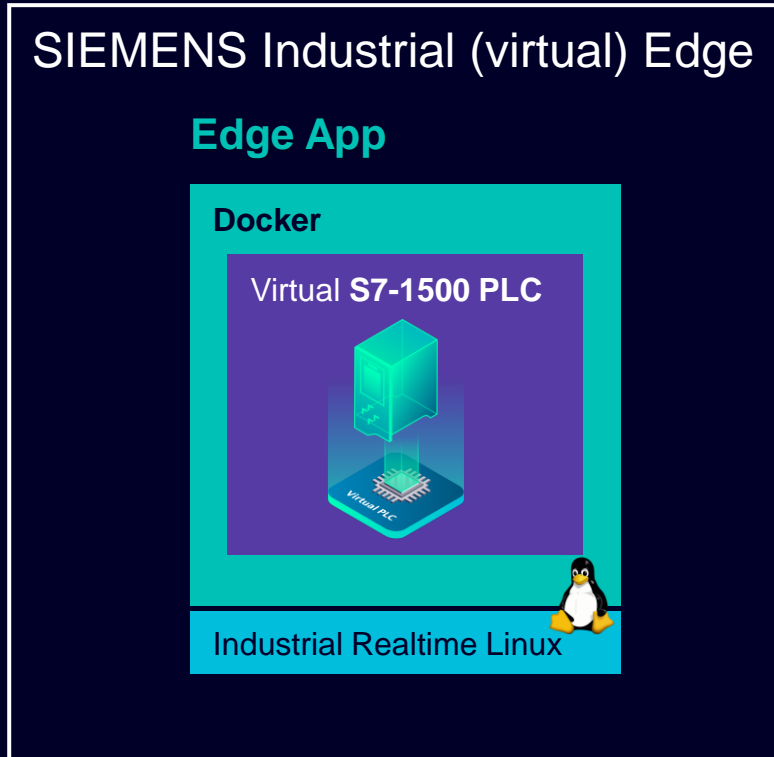 SIEMENS Industrial (virtual) Edge
Edge App
Docker
Virtual S7-1500 PLC
Virtual PLC
Industrial Realtime Linux